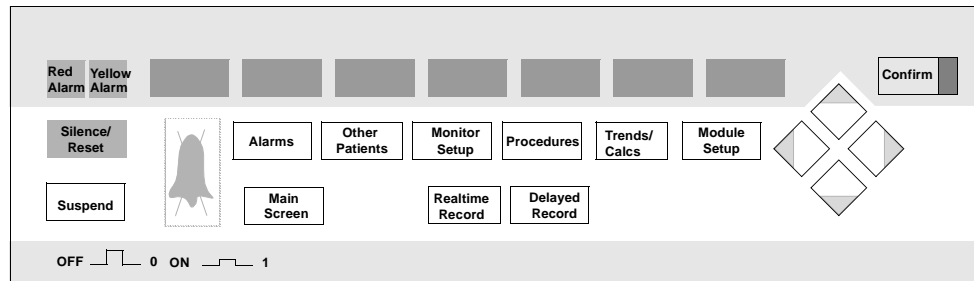 Red Alarm
Yellow Alarm
Confirm
Silence/
Reset
Alarms
Other
Patients
Monitor
Setup
Procedures
Trends/
Calcs
Module
Setup
Suspend
Main
Screen
Realtime
Record
Delayed
Record
OFF 0 ON 1